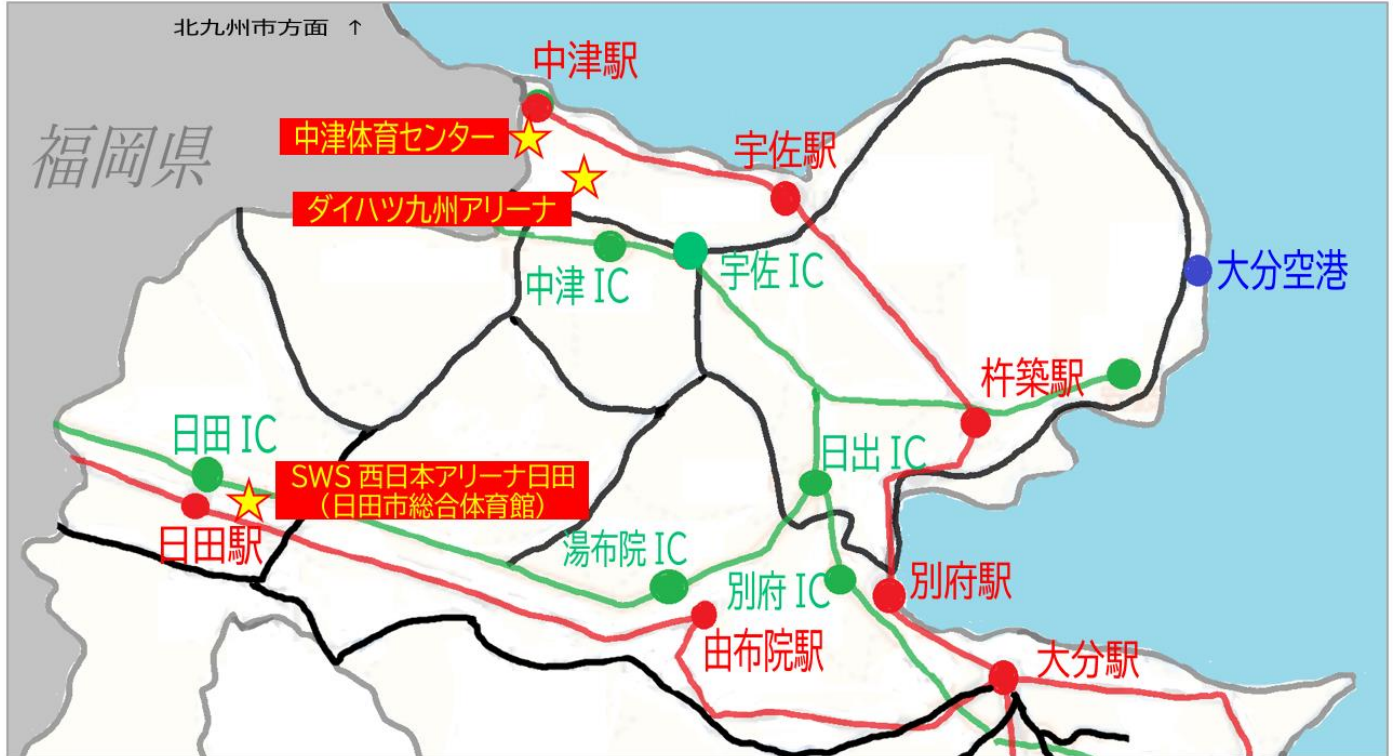 北九州市方面 ↑
中津駅
福岡県
中津体育センター
宇佐駅
ダイハツ九州アリーナ
中津 IC
宇佐 IC
大分空港
杵築駅
日田 IC
日出 IC
SWS 西日本アリーナ日田
（日田市総合体育館）
日田駅
湯布院 IC
別府 IC
別府駅
由布院駅
大分駅